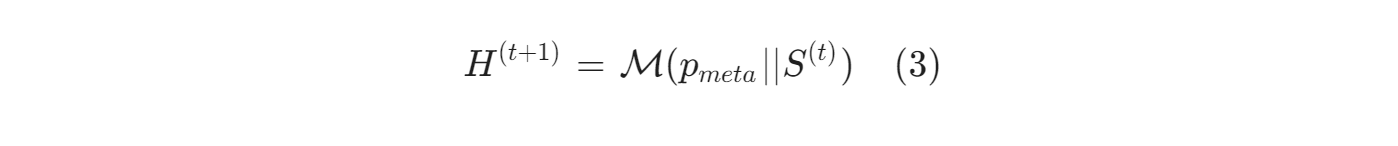 H^{(t+1)} = \mathcal{M}(p_{meta}||S^{(t)}) (3)